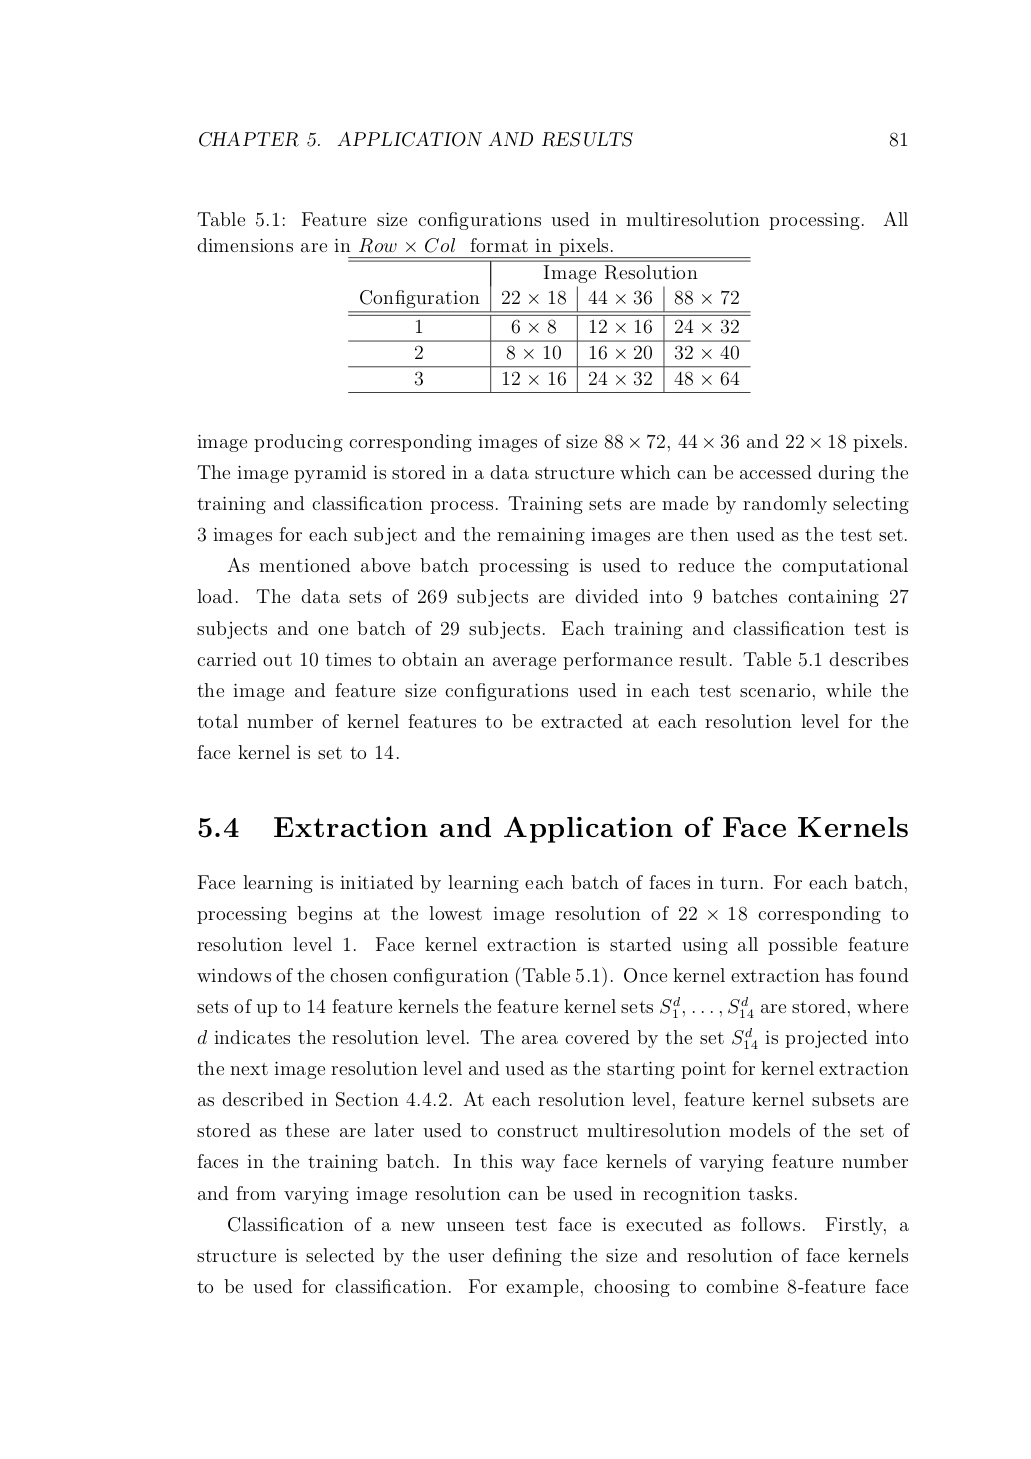 CHAPTER 5. APPLICATION AND RESULTS 81
Table 5.1: Feature size configurations used in multiresolution processing. All
dimensions are in Row × Col format in pixels.
Image Resolution
Configuration 22 × 18 44 × 36 88 × 72
1 6 × 8 12 × 16 24 × 32
2 8 × 10 16 × 20 32 × 40
3 12 × 16 24 × 32 48 × 64
image producing corresponding images of size 88 × 72, 44 × 36 and 22 × 18 pixels.
The image pyramid is stored in a data structure which can be accessed during the
training and classification process. Training sets are made by randomly selecting
3 images for each subject and the remaining images are then used as the test set.
As mentioned above batch processing is used to reduce the computational
load. The data sets of 269 subjects are divided into 9 batches containing 27
subjects and one batch of 29 subjects. Each training and classification test is
carried out 10 times to obtain an average performance result. Table 5.1 describes
the image and feature size configurations used in each test scenario, while the
total number of kernel features to be extracted at each resolution level for the
face kernel is set to 14.
5.4 Extraction and Application of Face Kernels
Face learning is initiated by learning each batch of faces in turn. For each batch,
processing begins at the lowest image resolution of 22 × 18 corresponding to
resolution level 1. Face kernel extraction is started using all possible feature
windows of the chosen configuration (Table 5.1). Once kernel extraction has found
sets of up to 14 feature kernels the feature kernel sets $S_1^d, \ldots, S_{14}^d$ are stored, where
d indicates the resolution level. The area covered by the set $S_{14}^d$ is projected into
the next image resolution level and used as the starting point for kernel extraction
as described in Section 4.4.2. At each resolution level, feature kernel subsets are
stored as these are later used to construct multiresolution models of the set of
faces in the training batch. In this way face kernels of varying feature number
and from varying image resolution can be used in recognition tasks.
Classification of a new unseen test face is executed as follows. Firstly, a
structure is selected by the user defining the size and resolution of face kernels
to be used for classification. For example, choosing to combine 8-feature face